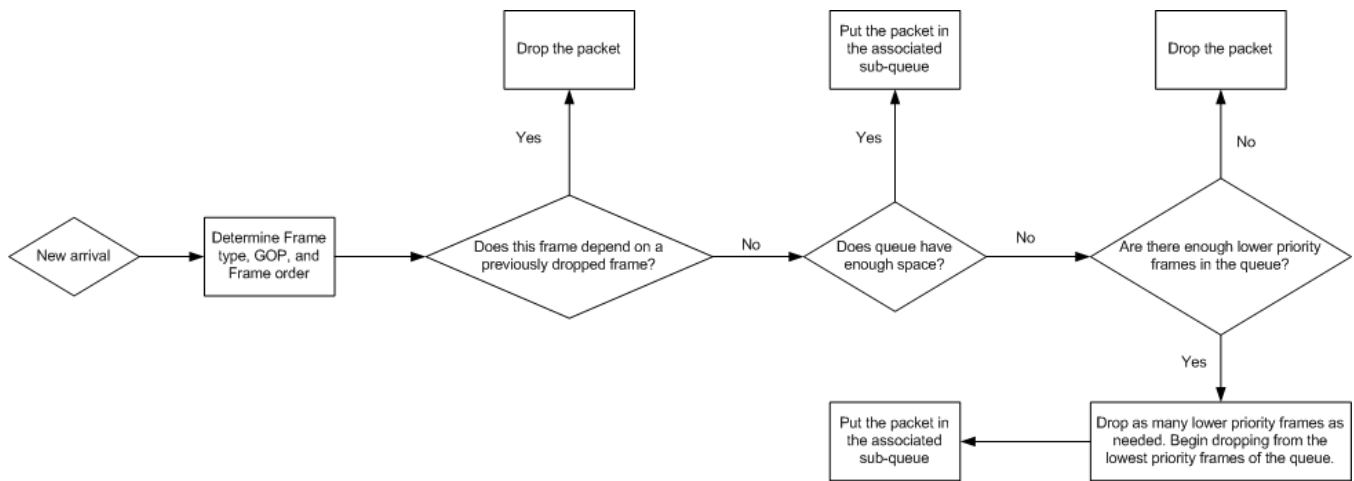 Drop the packet
Put the packet in
the associated
sub-queue
Drop the packet
Yes
Yes
No
New arrival
Determine Frame
type, GOP, and
Frame order
Does this frame depend on a
previously dropped frame?
No
Does queue have
enough space?
No
Are there enough lower priority
frames in the queue?
Yes
Put the packet in
the associated
sub-queue
Drop as many lower priority frames as
needed. Begin dropping from the
lowest priority frames of the queue.